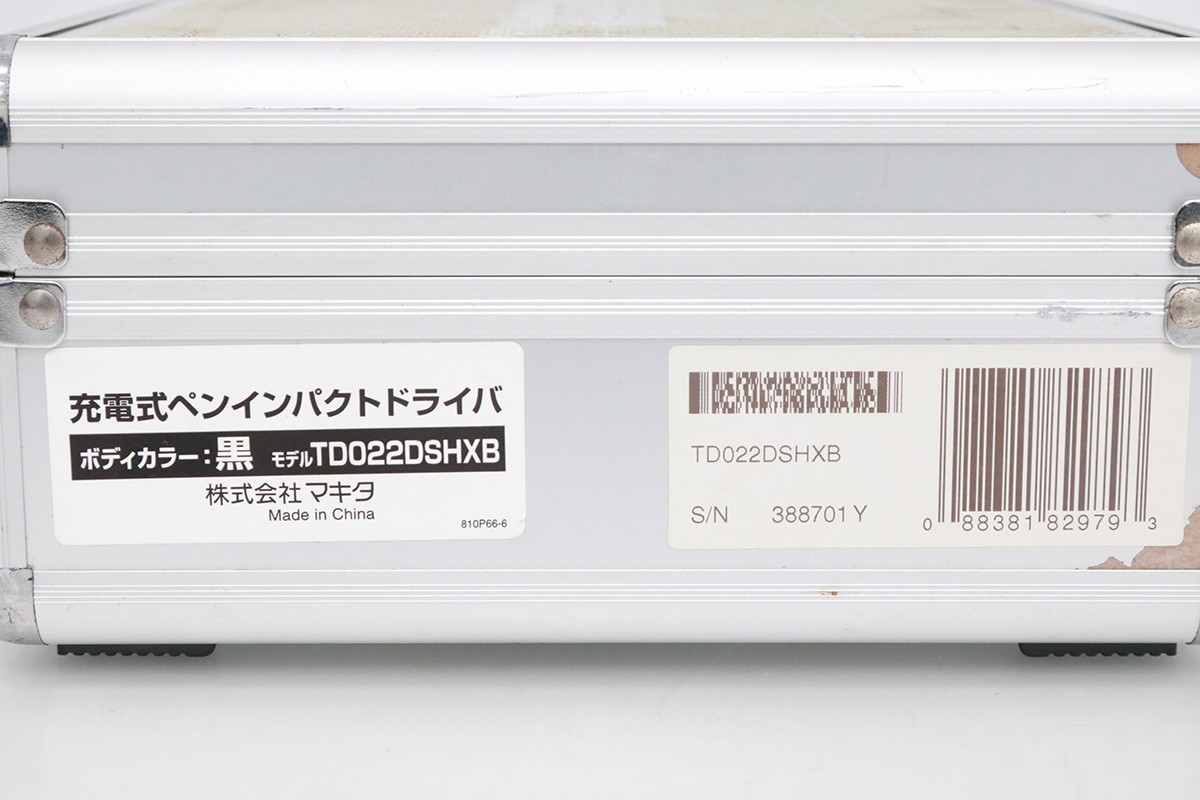 充電式ペンインパクトドライバ
ボディカラー:黒 モデルTD022DSHXB
株式会社マキタ
Made in China
810P66-6
TD022DSHXB
S/N 388701 Y
0 88381 82979 3